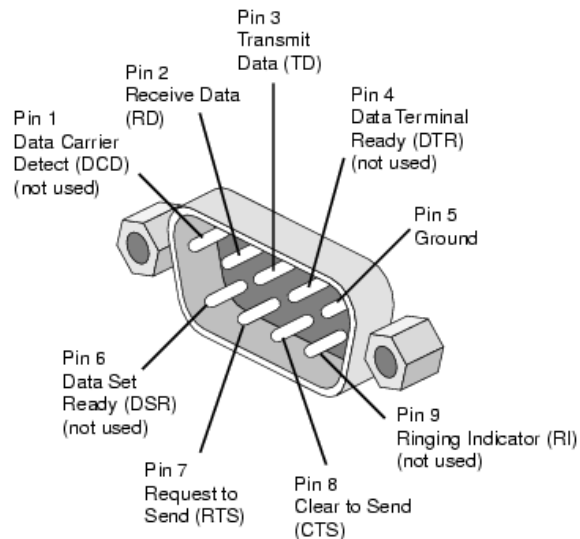 Pin 3
Transmit
Data (TD)
Pin 2
Receive Data
(RD)
Pin 4
Data Terminal
Ready (DTR)
(not used)
Pin 1
Data Carrier
Detect (DCD)
(not used)
Pin 5
Ground
Pin 6
Data Set
Ready (DSR)
(not used)
Pin 9
Ringing Indicator (RI)
(not used)
Pin 7
Request to
Send (RTS)
Pin 8
Clear to Send
(CTS)